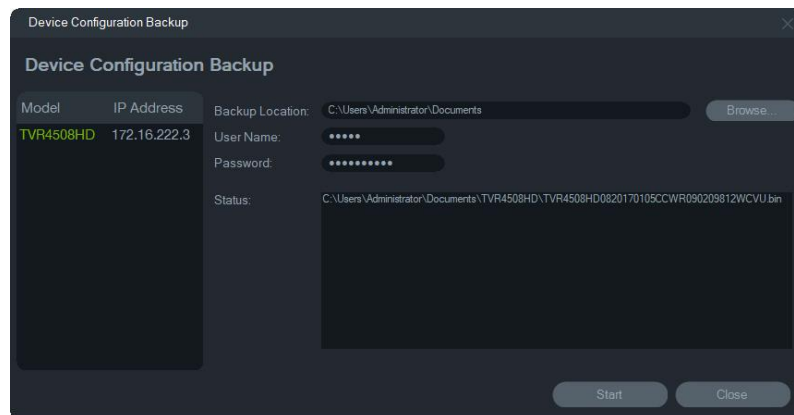 Device Configuration Backup
Device Configuration Backup
Model IP Address
TVR4508HD 172.16.222.3
Backup Location: C:\Users\Administrator\Documents Browse...
User Name: •••••
Password: ••••••••••
Status: C:\Users\Administrator\Documents\TVR4508HD\TVR4508HD0820170105CCWR090209812WCVU.bin
Start Close